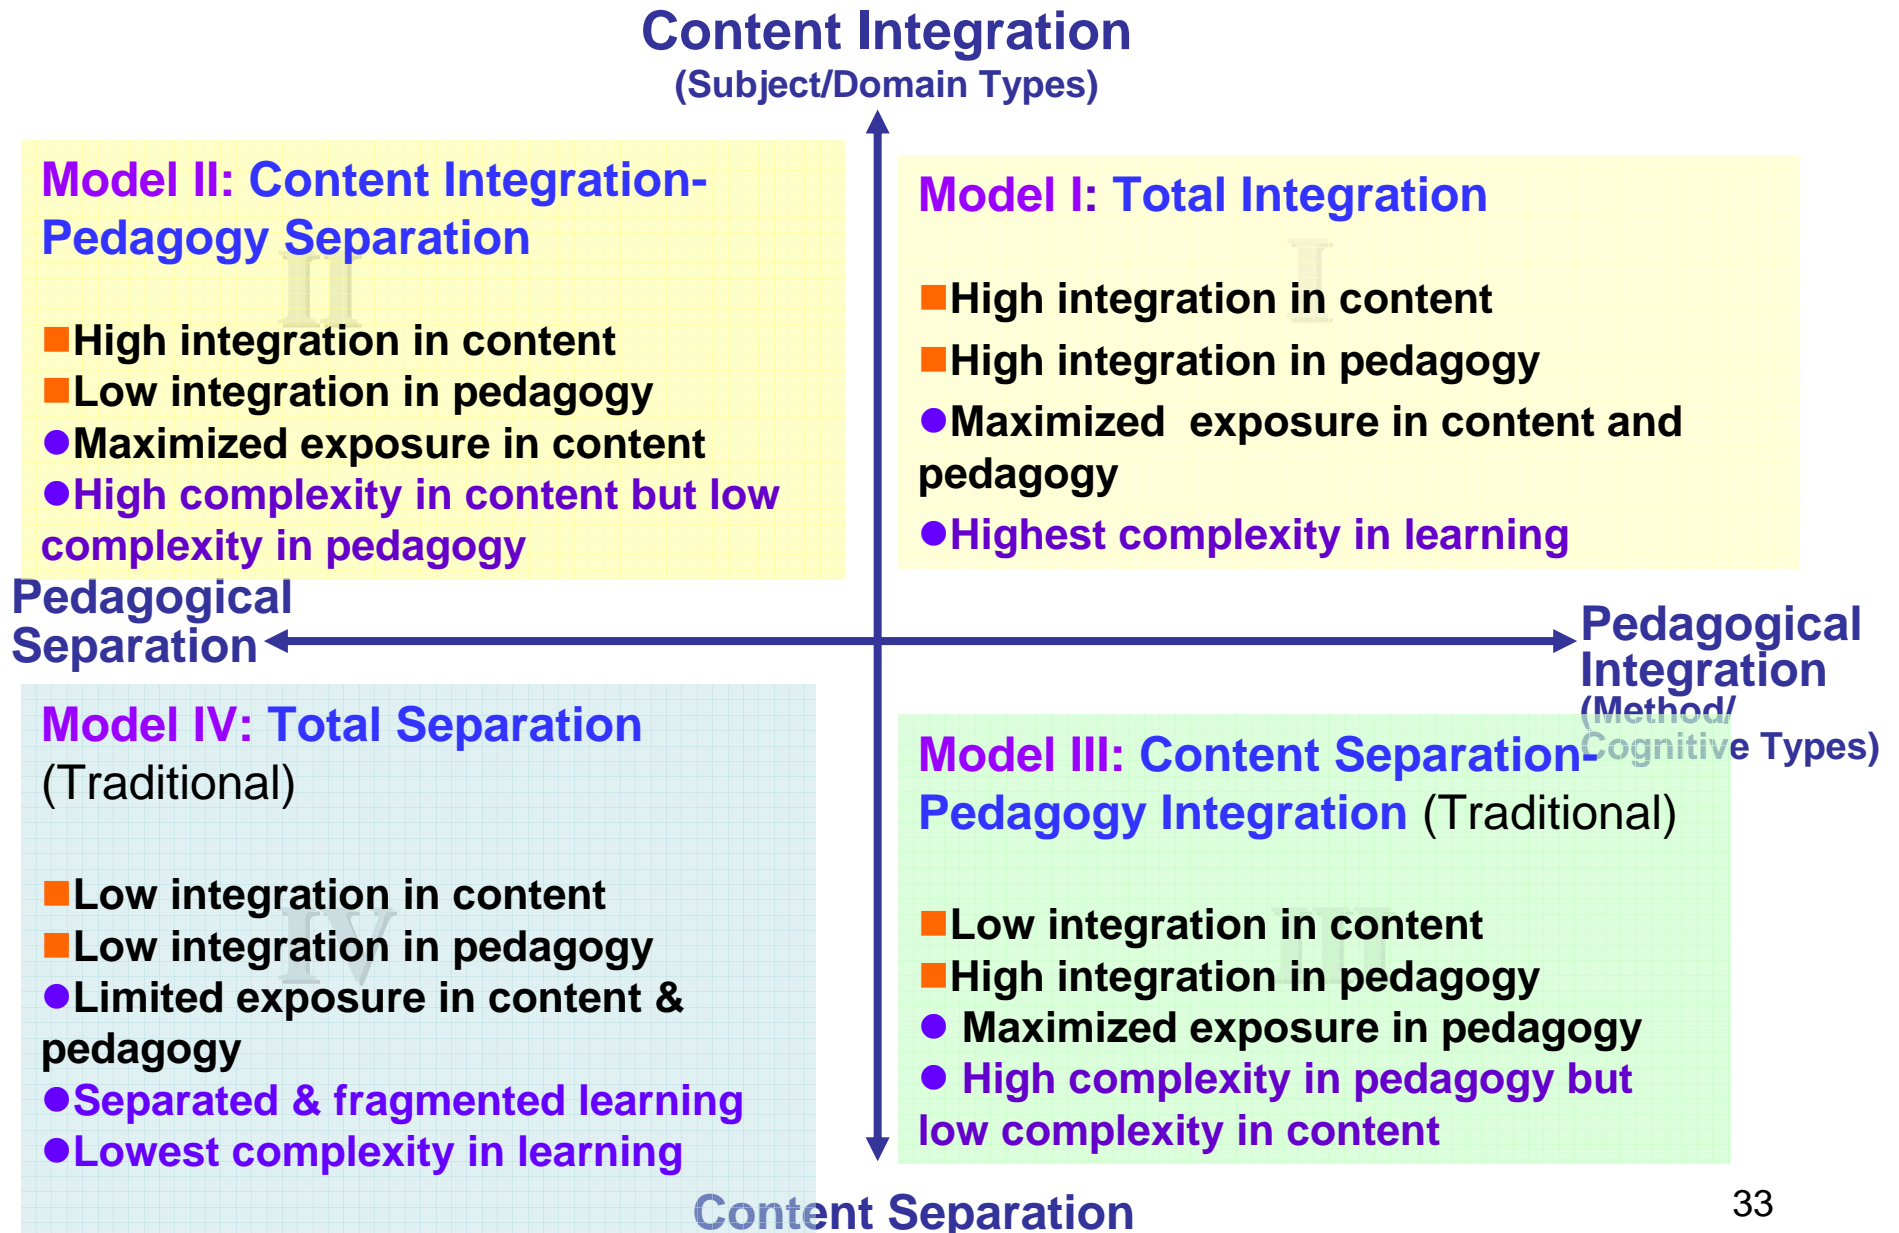 Content Integration
(Subject/Domain Types)
Model II: Content Integration-
Pedagogy Separation
II
■High integration in content
■Low integration in pedagogy
●Maximized exposure in content
●High complexity in content but low
complexity in pedagogy
Model I: Total Integration
I
■High integration in content
■High integration in pedagogy
●Maximized  exposure in content and
pedagogy
●Highest complexity in learning
Pedagogical
Separation
Pedagogical
Integration
(Method/
Cognitive Types)
Model IV: Total Separation
(Traditional)
■Low integration in content
IV
■Low integration in pedagogy
●Limited exposure in content &
pedagogy
●Separated & fragmented learning
●Lowest complexity in learning
Model III: Content Separation-
Pedagogy Integration (Traditional)
■Low integration in content
III
■High integration in pedagogy
● Maximized exposure in pedagogy
● High complexity in pedagogy but
low complexity in content
Content Separation
33